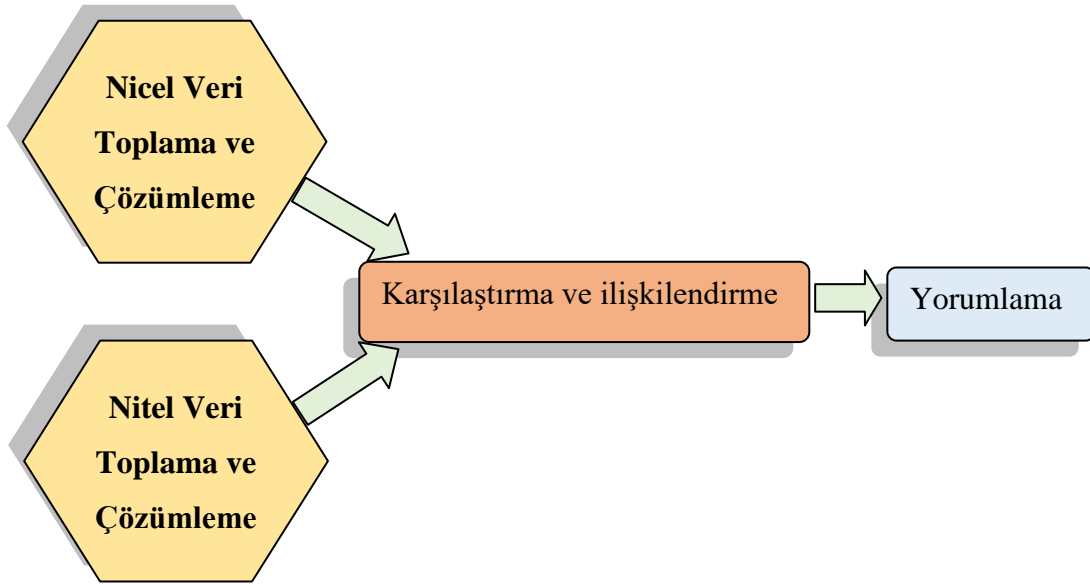 Nicel Veri
Toplama ve
Çözümleme
Karşılaştırma ve ilişkilendirme
Yorumlama
Nitel Veri
Toplama ve
Çözümleme